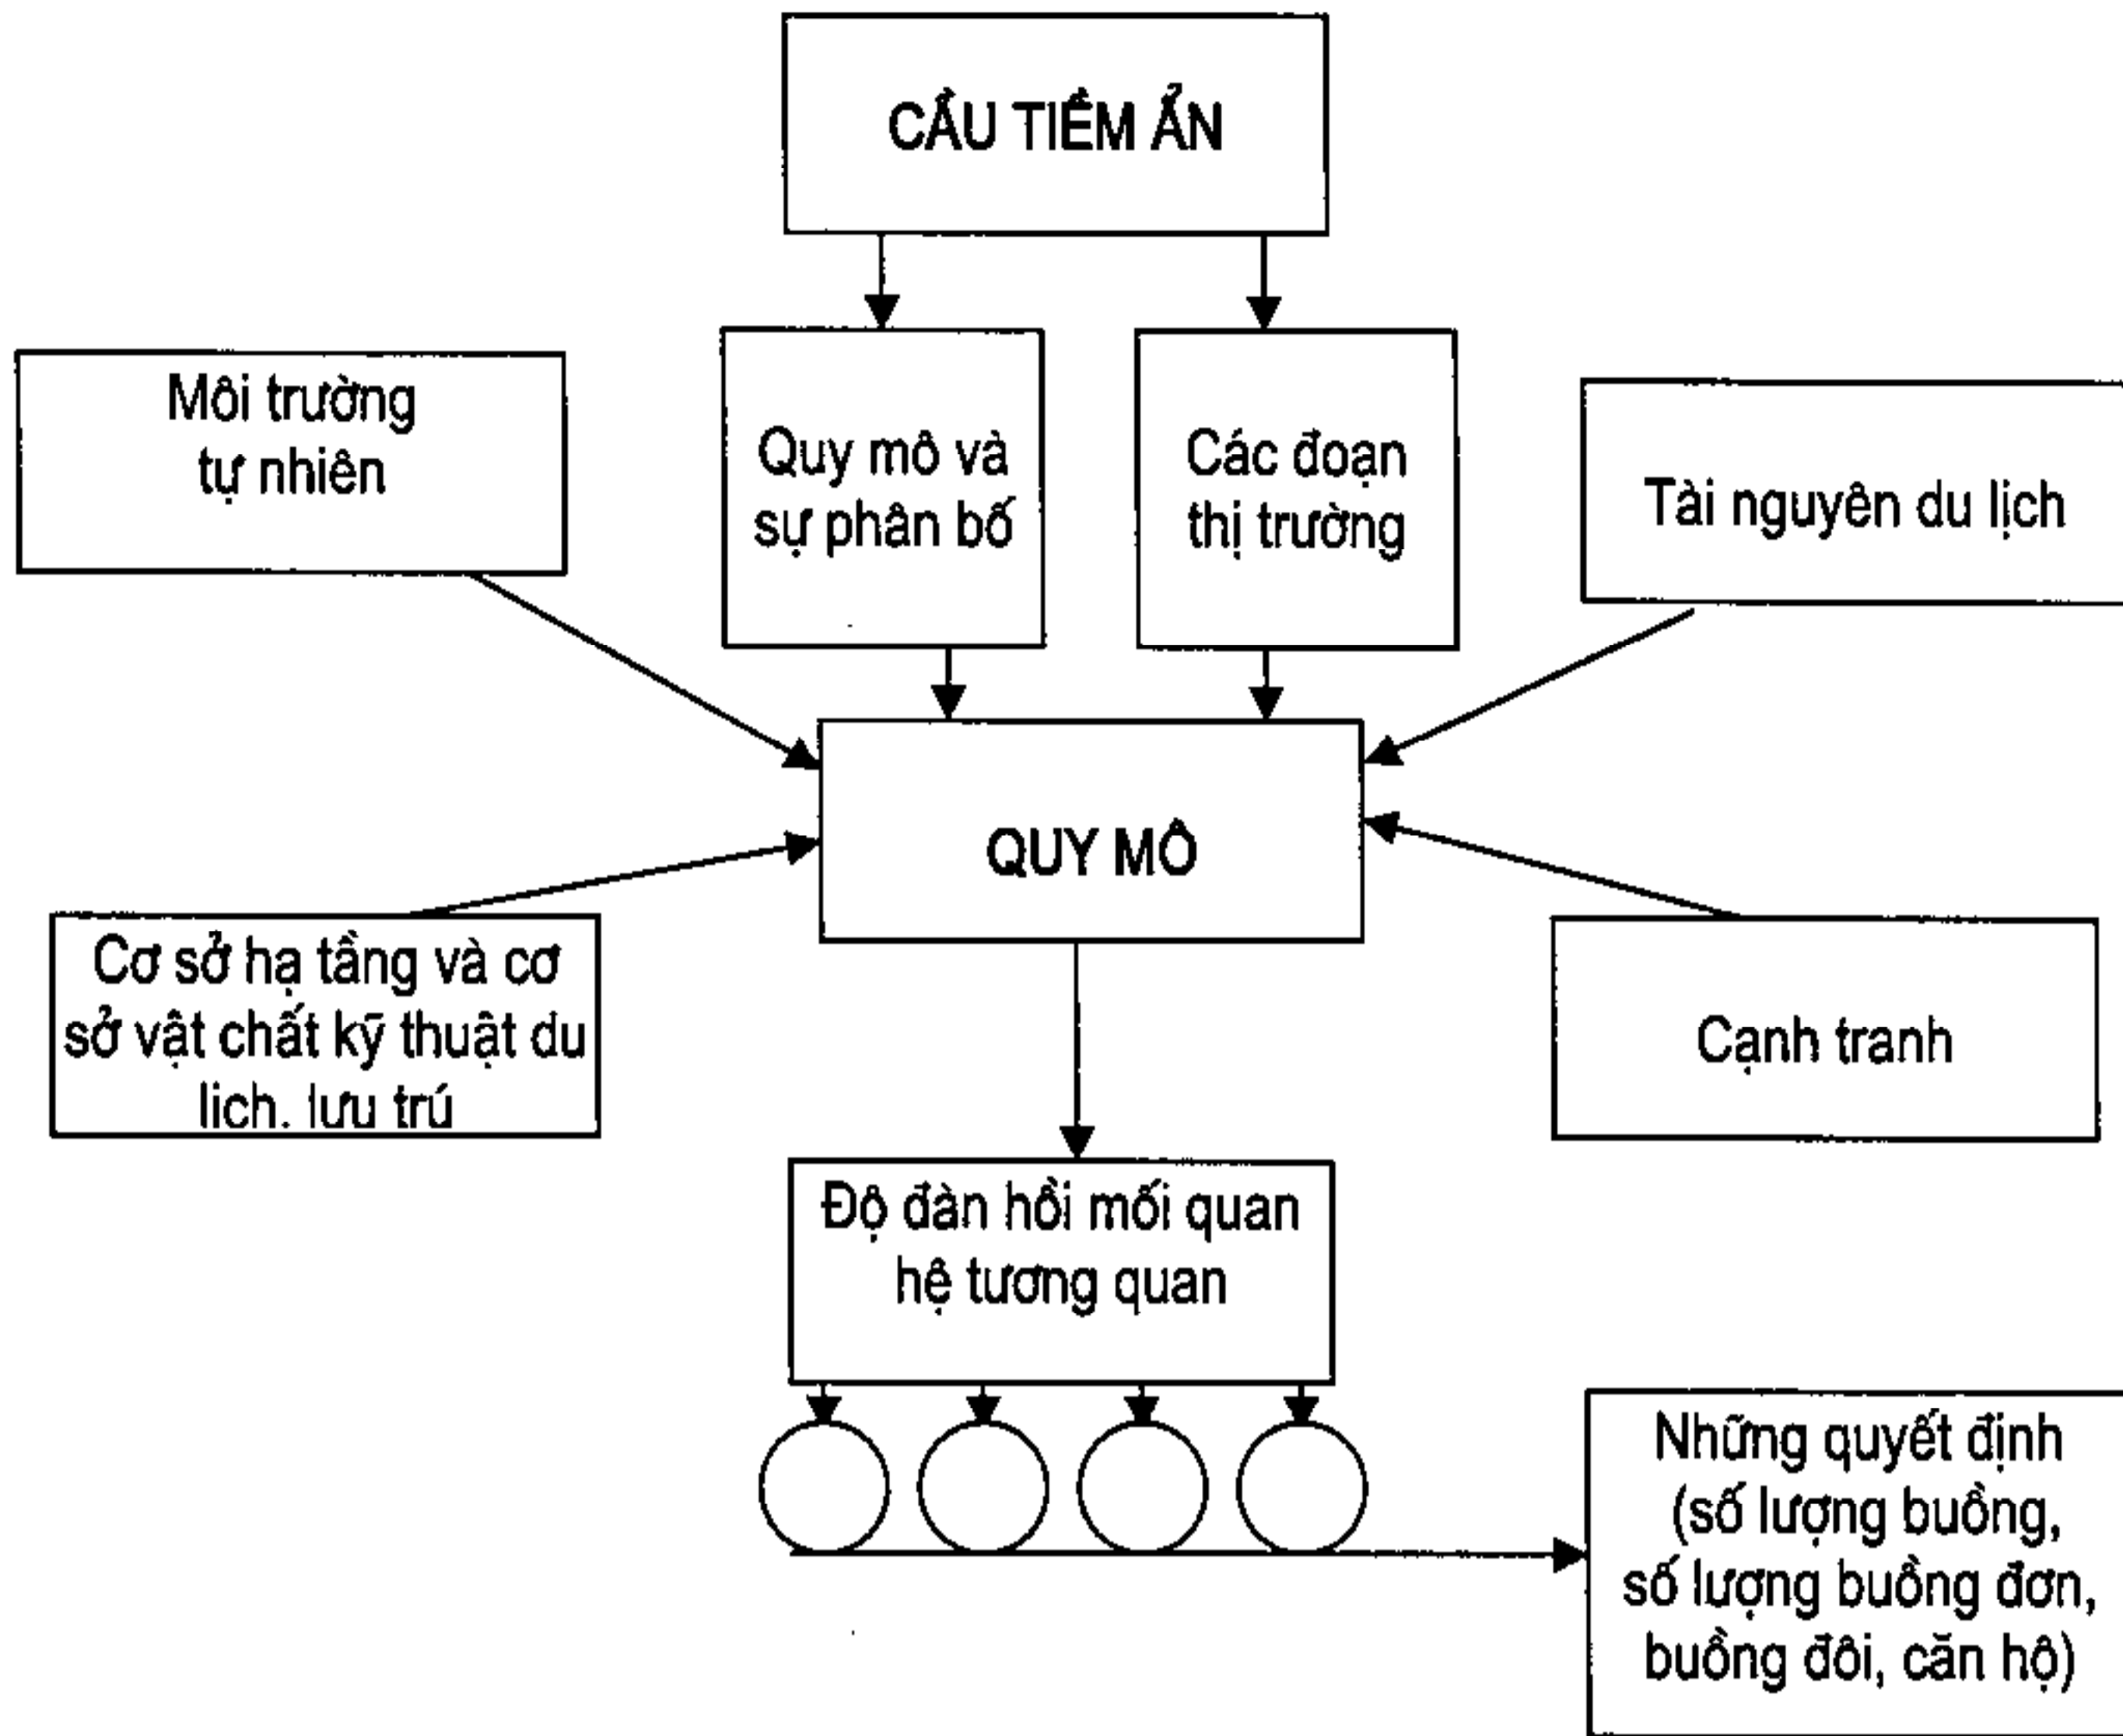 CẦU TIỀM ẨN
Môi trường
tự nhiên
Quy mô và
sự phân bố
Các đoạn
thị trường
Tài nguyên du lịch
QUY MÔ
Cơ sở hạ tầng và cơ
sở vật chất kỹ thuật du
lich. lưu trú
Cạnh tranh
Độ đàn hồi mối quan
hệ tương quan
Những quyết định
(số lượng buồng,
số lượng buồng đơn,
buồng đôi, căn hộ)